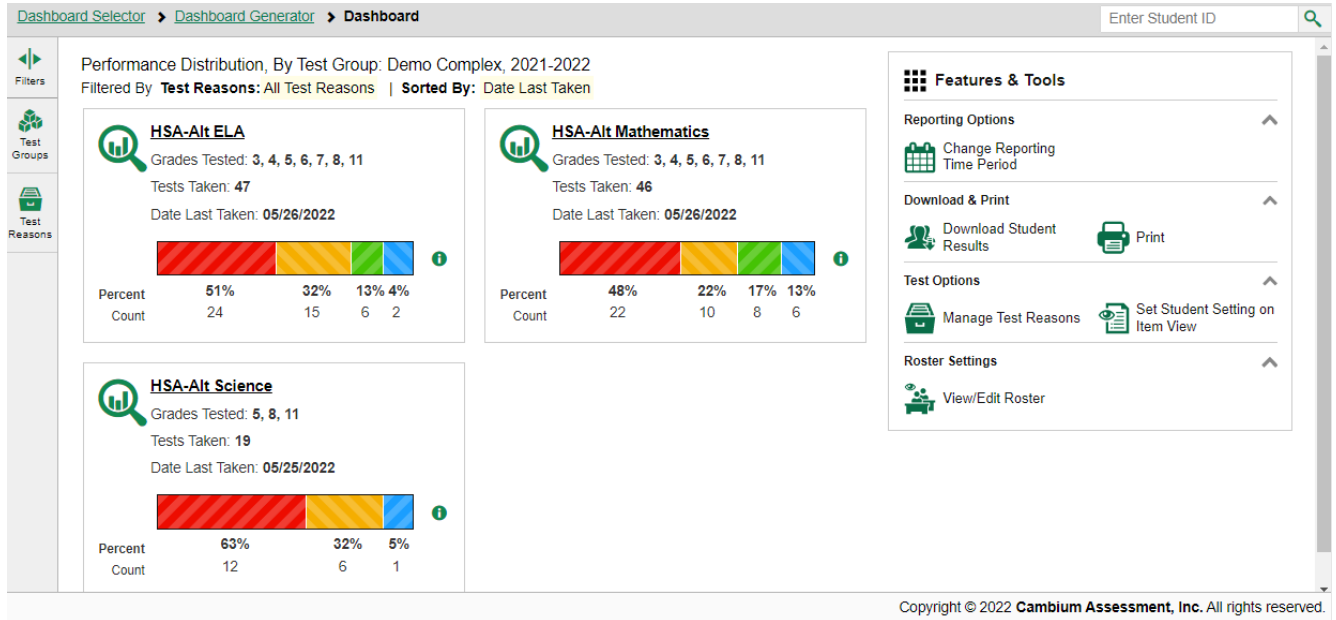 Dashboard Selector > Dashboard Generator > Dashboard
Enter Student ID
Filters
Test
Groups
Test
Reasons
Performance Distribution, By Test Group: Demo Complex, 2021-2022
Filtered By Test Reasons: All Test Reasons | Sorted By: Date Last Taken
HSA-Alt ELA
Grades Tested: 3, 4, 5, 6, 7, 8, 11
Tests Taken: 47
Date Last Taken: 05/26/2022
Percent 51% 32% 13% 4%
Count 24 15 6 2
HSA-Alt Mathematics
Grades Tested: 3, 4, 5, 6, 7, 8, 11
Tests Taken: 46
Date Last Taken: 05/26/2022
Percent 48% 22% 17% 13%
Count 22 10 8 6
HSA-Alt Science
Grades Tested: 5, 8, 11
Tests Taken: 19
Date Last Taken: 05/25/2022
Percent 63% 32% 5%
Count 12 6 1
Features & Tools
Reporting Options
Change Reporting
Time Period
Download & Print
Download Student
Results
Print
Test Options
Manage Test Reasons
Set Student Setting on
Item View
Roster Settings
View/Edit Roster
Copyright © 2022 Cambium Assessment, Inc. All rights reserved.